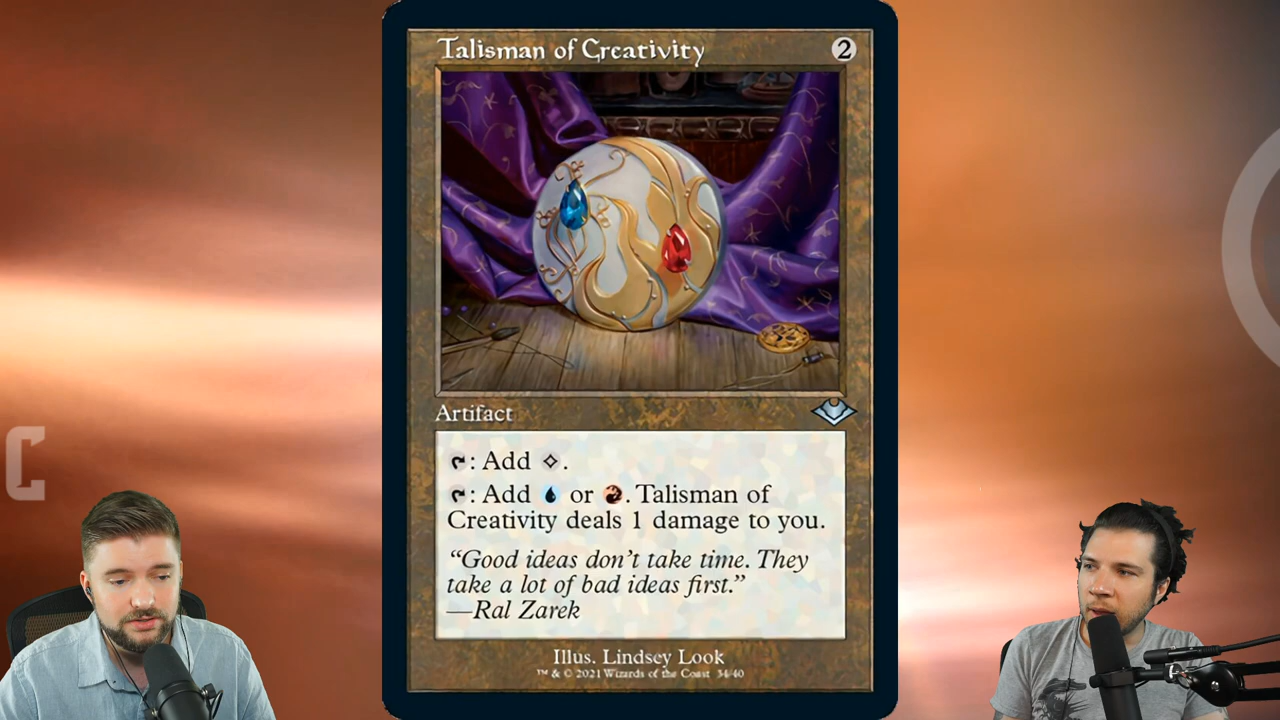 Talisman of Creativity 2
Artifact
: Add .
: Add or . Talisman of
Creativity deals 1 damage to you.
“Good ideas don’t take time. They
take a lot of bad ideas first.”
—Ral Zarek
Illus. Lindsey Look
™ & © 2021 Wizards of the Coast 34/40
C